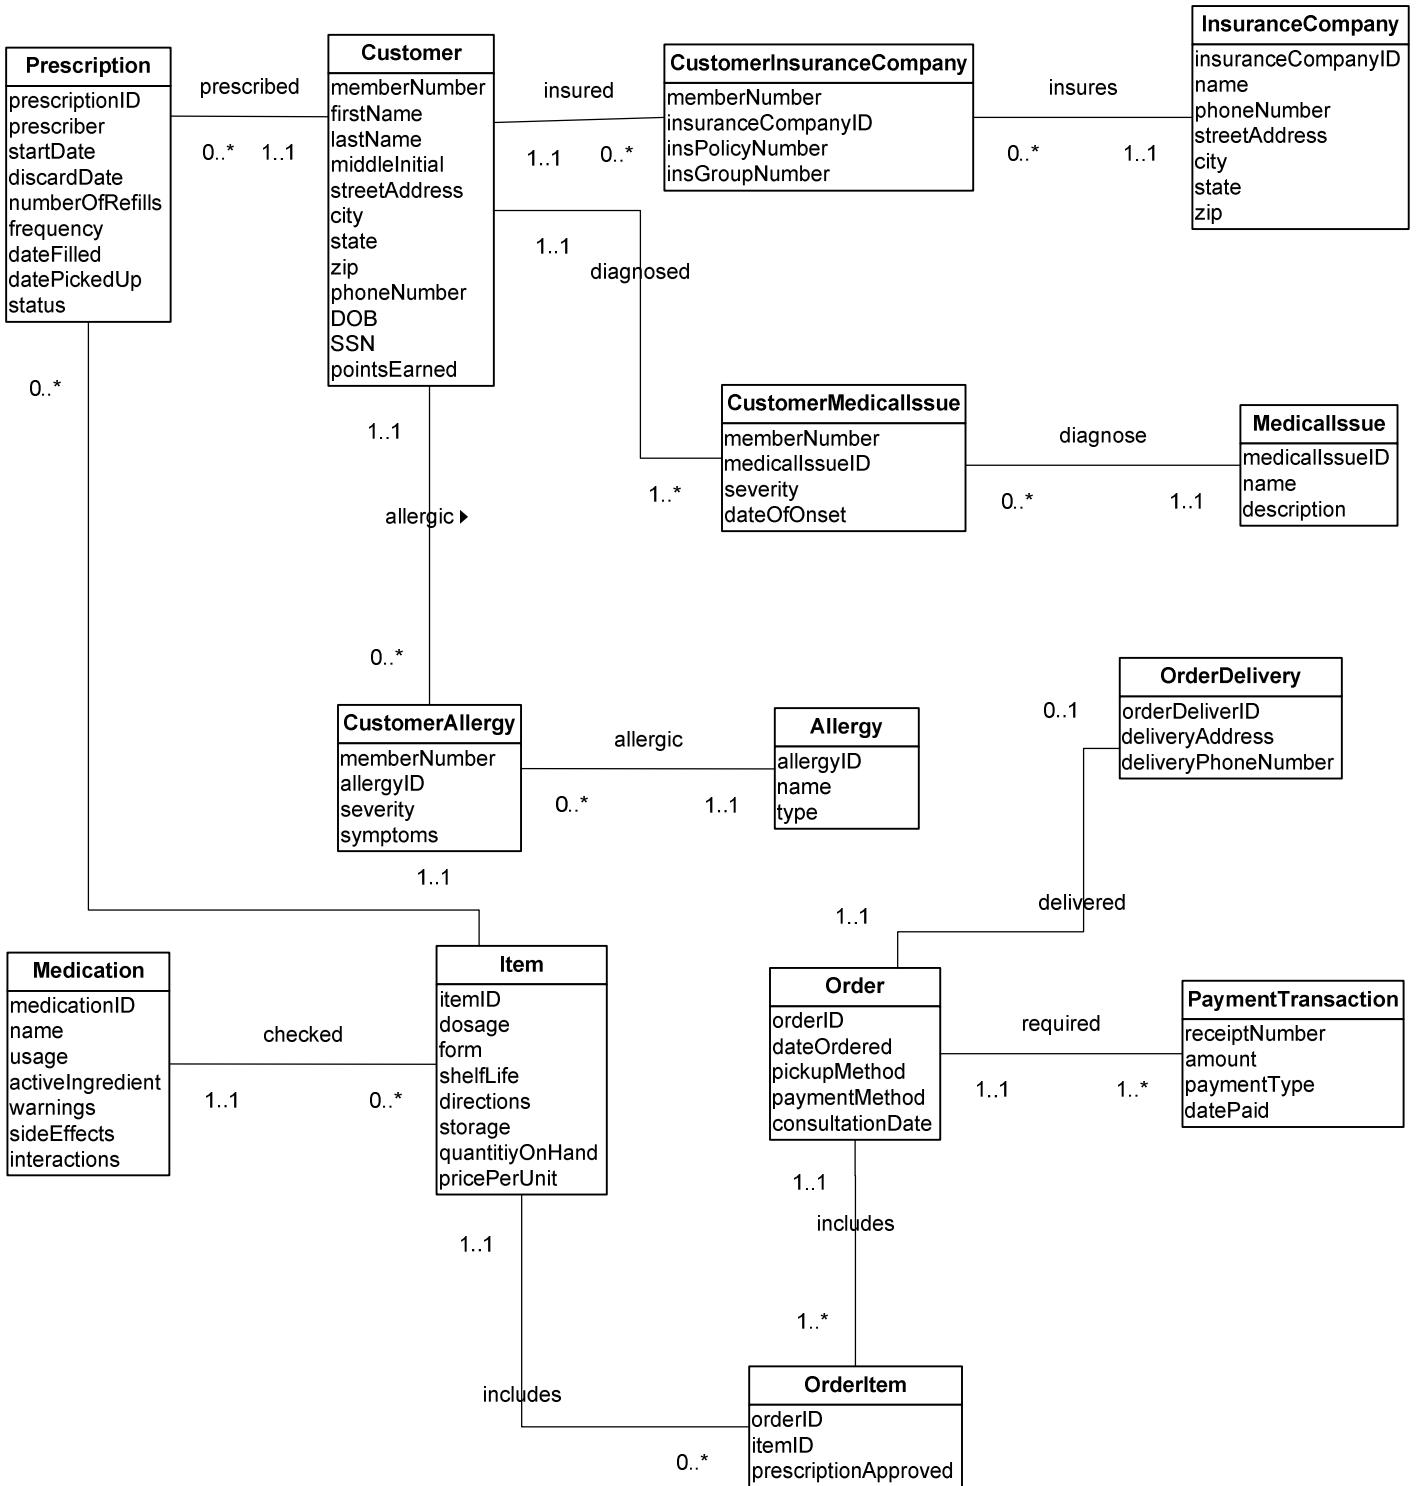 InsuranceCompany
insuranceCompanyID
name
phoneNumber
streetAddress
city
state
zip
Prescription
prescriptionID
prescriber
startDate
discardDate
numberOfRefills
frequency
dateFilled
datePickedUp
status
prescribed
0..* 1..1
Customer
memberNumber
firstName
lastName
middleInitial
streetAddress
city
state
zip
phoneNumber
DOB
SSN
pointsEarned
insured
1..1 0..*
CustomerInsuranceCompany
memberNumber
insuranceCompanyID
insPolicyNumber
insGroupNumber
insures
0..* 1..1
1..1
diagnosed
1..*
CustomerMedicalIssue
memberNumber
medicalIssueID
severity
dateOfOnset
diagnose
0..* 1..1
MedicalIssue
medicalIssueID
name
description
0..*
1..1
allergic
0..*
CustomerAllergy
memberNumber
allergyID
severity
symptoms
allergic
0..* 1..1
Allergy
allergyID
name
type
OrderDelivery
orderDeliverID
deliveryAddress
deliveryPhoneNumber
0..1
delivered
1..1
1..1
Medication
medicationID
name
usage
activeIngredient
warnings
sideEffects
interactions
checked
1..1 0..*
Item
itemID
dosage
form
shelfLife
directions
storage
quantitiyOnHand
pricePerUnit
Order
orderID
dateOrdered
pickupMethod
paymentMethod
consultationDate
required
1..1 1..*
PaymentTransaction
receiptNumber
amount
paymentType
datePaid
1..1
includes
1..*
1..1
includes
0..*
OrderItem
orderID
itemID
prescriptionApproved